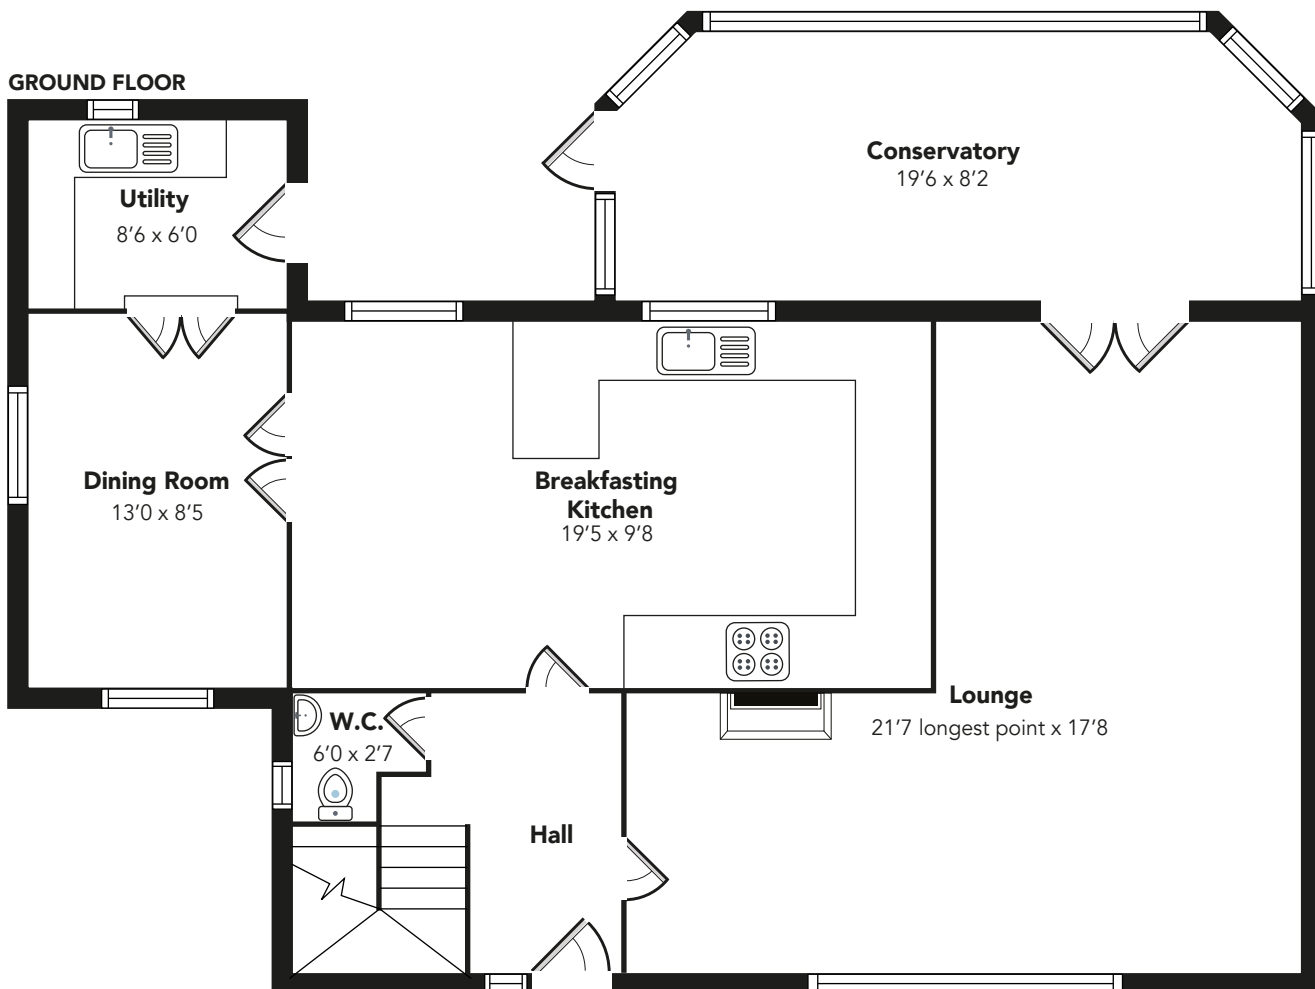 GROUND FLOOR
Conservatory
19’6 x 8’2
Utility
8’6 x 6’0
Dining Room
13’0 x 8’5
Breakfasting
Kitchen
19’5 x 9’8
Lounge
21’7 longest point x 17’8
W.C.
6’0 x 2’7
Hall